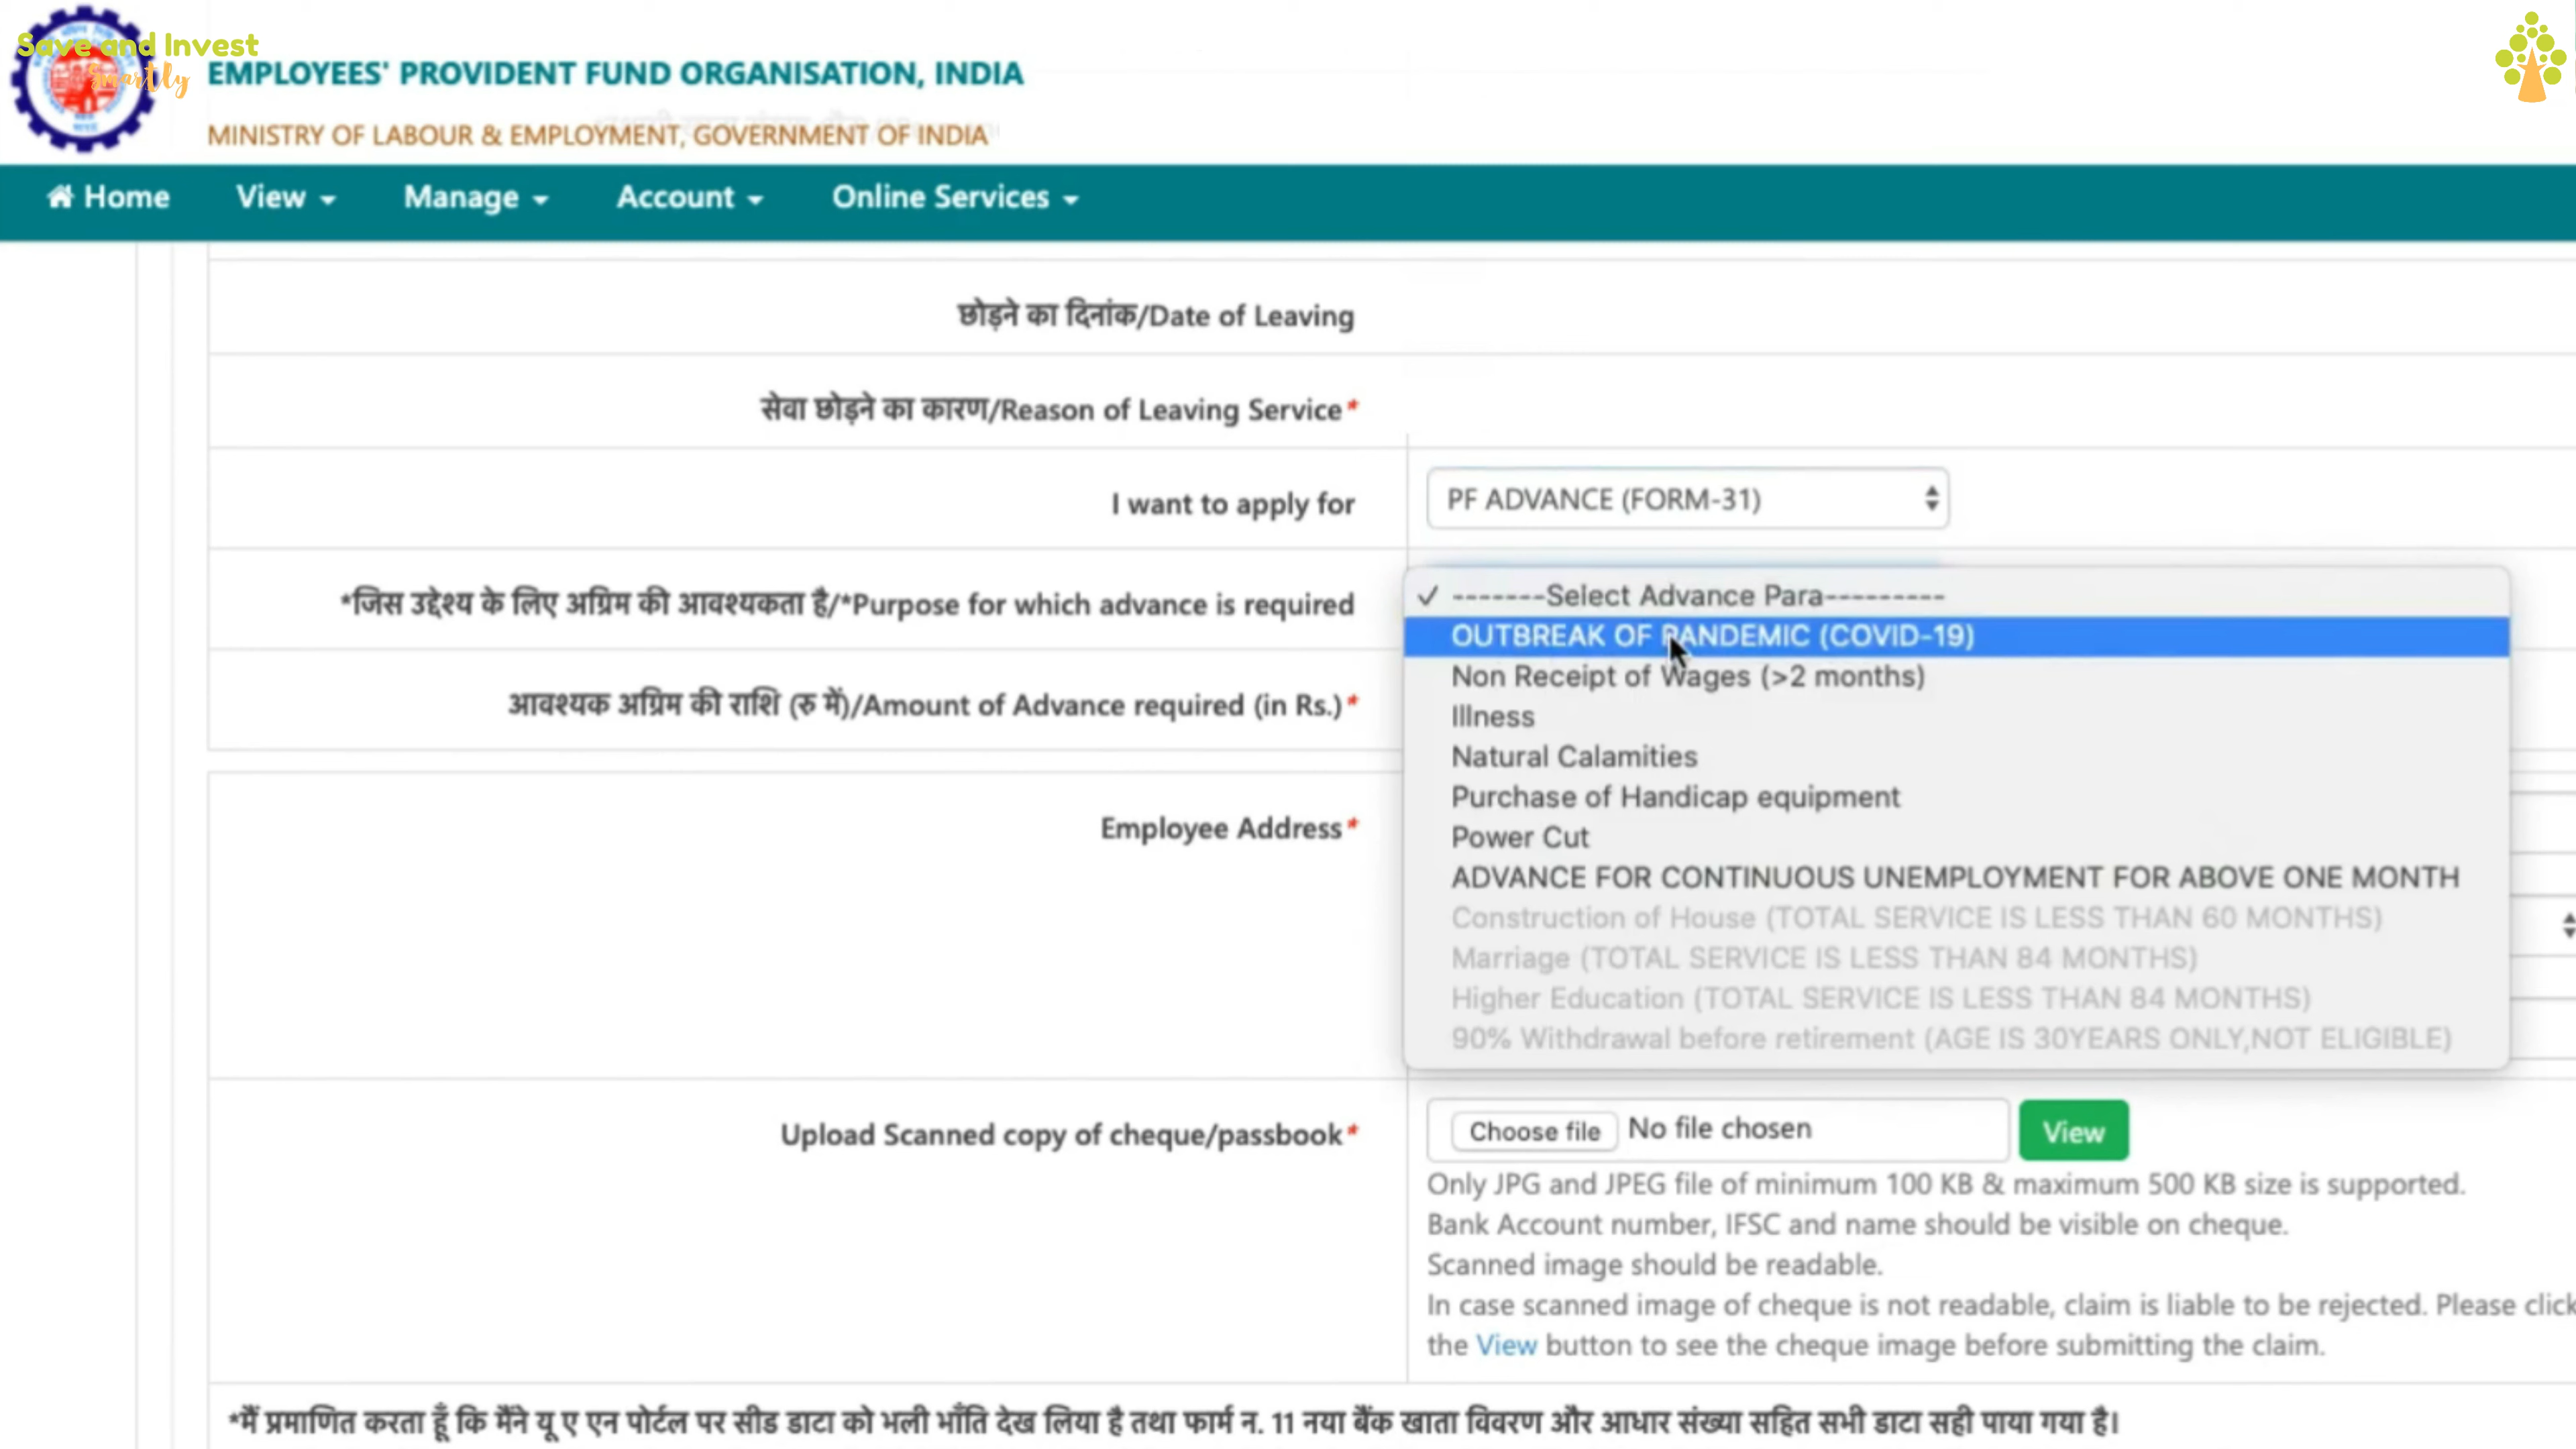 Save and Invest
Smartly
EMPLOYEES' PROVIDENT FUND ORGANISATION, INDIA
MINISTRY OF LABOUR & EMPLOYMENT, GOVERNMENT OF INDIA
Home View Manage Account Online Services
छोड़ने का दिनांक/Date of Leaving
सेवा छोड़ने का कारण/Reason of Leaving Service*
I want to apply for PF ADVANCE (FORM-31)
*जिस उद्देश्य के लिए अग्रिम की आवश्यकता है/*Purpose for which advance is required
✓ -------Select Advance Para---------
OUTBREAK OF PANDEMIC (COVID-19)
Non Receipt of Wages (>2 months)
Illness
Natural Calamities
Purchase of Handicap equipment
Power Cut
ADVANCE FOR CONTINUOUS UNEMPLOYMENT FOR ABOVE ONE MONTH
Construction of House (TOTAL SERVICE IS LESS THAN 60 MONTHS)
Marriage (TOTAL SERVICE IS LESS THAN 84 MONTHS)
Higher Education (TOTAL SERVICE IS LESS THAN 84 MONTHS)
90% Withdrawal before retirement (AGE IS 30YEARS ONLY,NOT ELIGIBLE)
आवश्यक अग्रिम की राशि (रु में)/Amount of Advance required (in Rs.)*
Employee Address*
Upload Scanned copy of cheque/passbook* Choose file No file chosen View
Only JPG and JPEG file of minimum 100 KB & maximum 500 KB size is supported.
Bank Account number, IFSC and name should be visible on cheque.
Scanned image should be readable.
In case scanned image of cheque is not readable, claim is liable to be rejected. Please click
the View button to see the cheque image before submitting the claim.
*मैं प्रमाणित करता हूँ कि मैंने यू ए एन पोर्टल पर सीड डाटा को भली भाँति देख लिया है तथा फार्म न. 11 नया बैंक खाता विवरण और आधार संख्या सहित सभी डाटा सही पाया गया है।